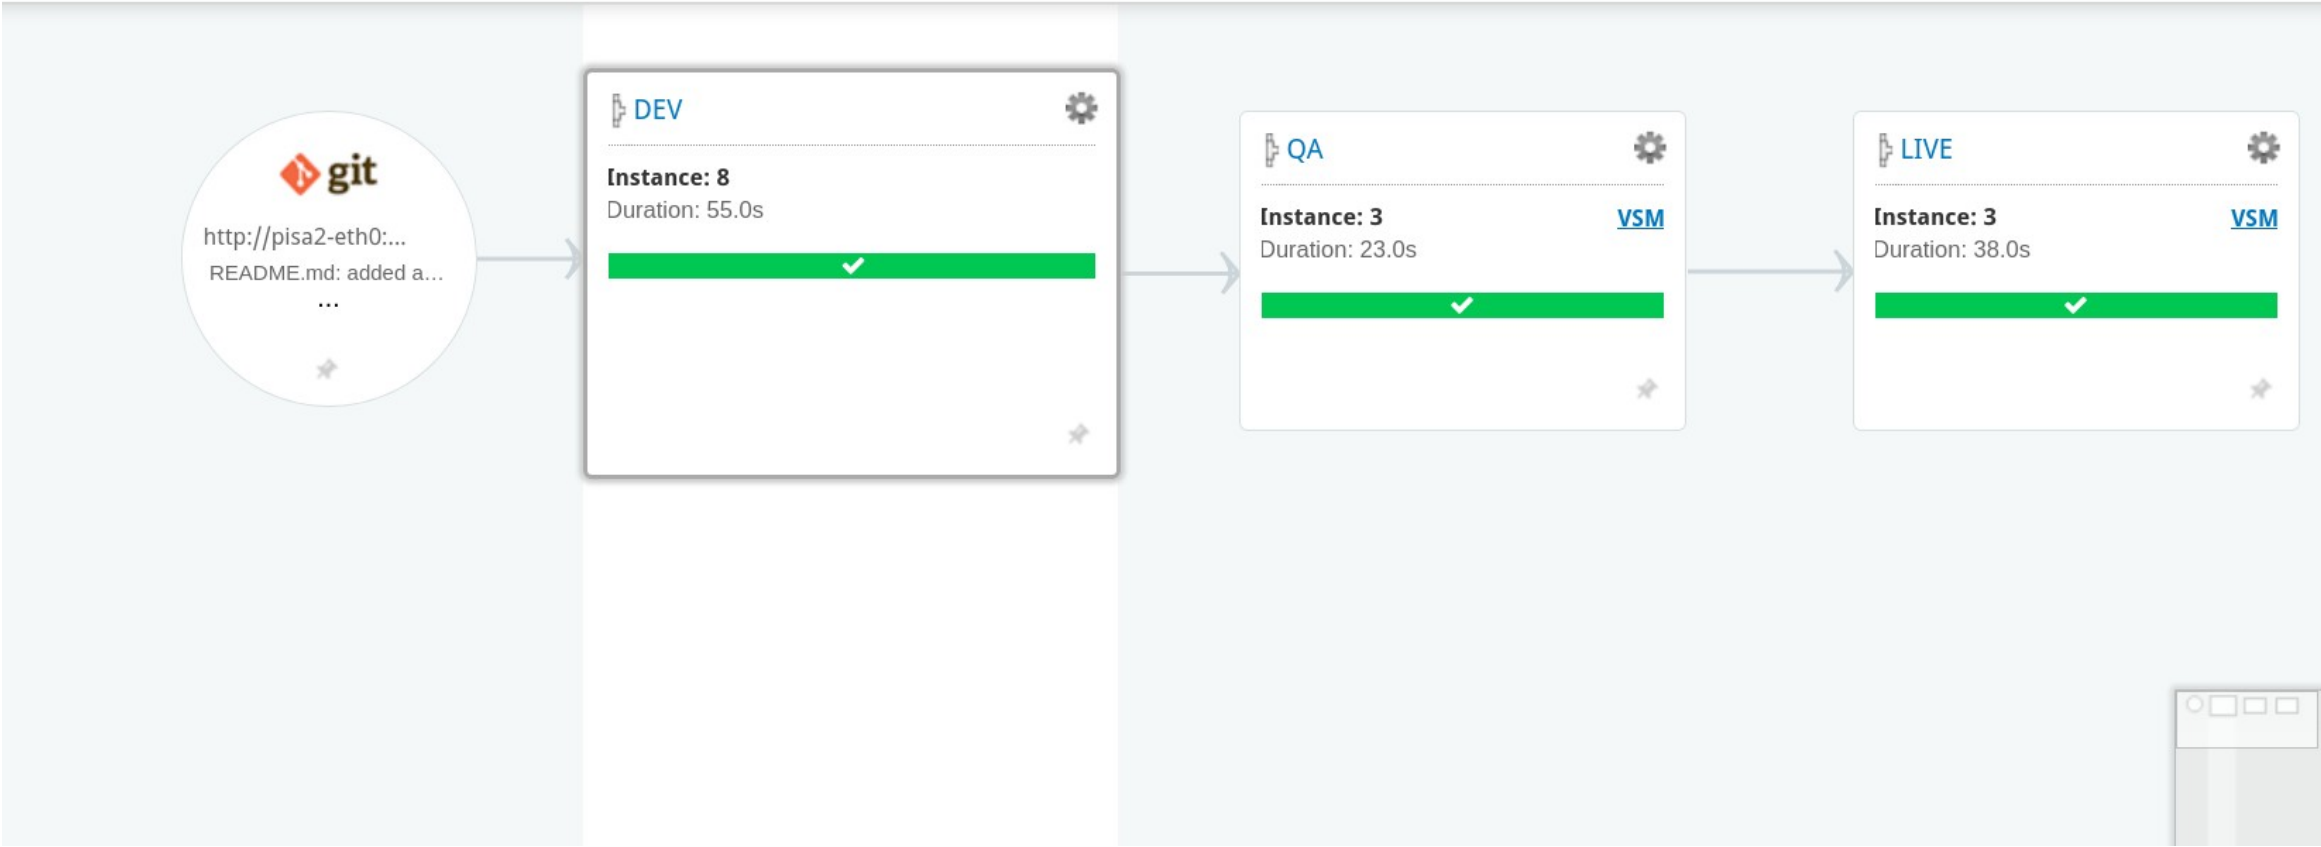 git
http://pisa2-eth0:...
README.md: added a...
...
DEV
Instance: 8
Duration: 55.0s
QA
Instance: 3 VSM
Duration: 23.0s
LIVE
Instance: 3 VSM
Duration: 38.0s